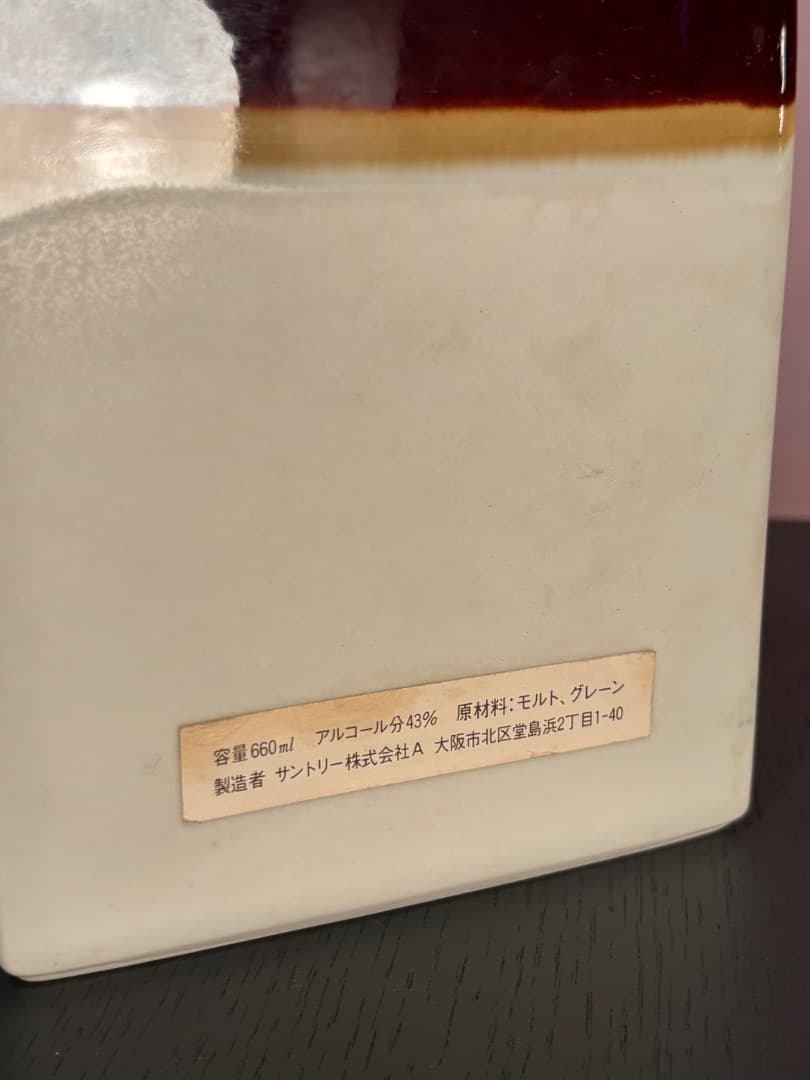 容量660ml アルコール分43% 原材料:モルト、グレーン
製造者 サントリー株式会社A 大阪市北区堂島浜2丁目1-40